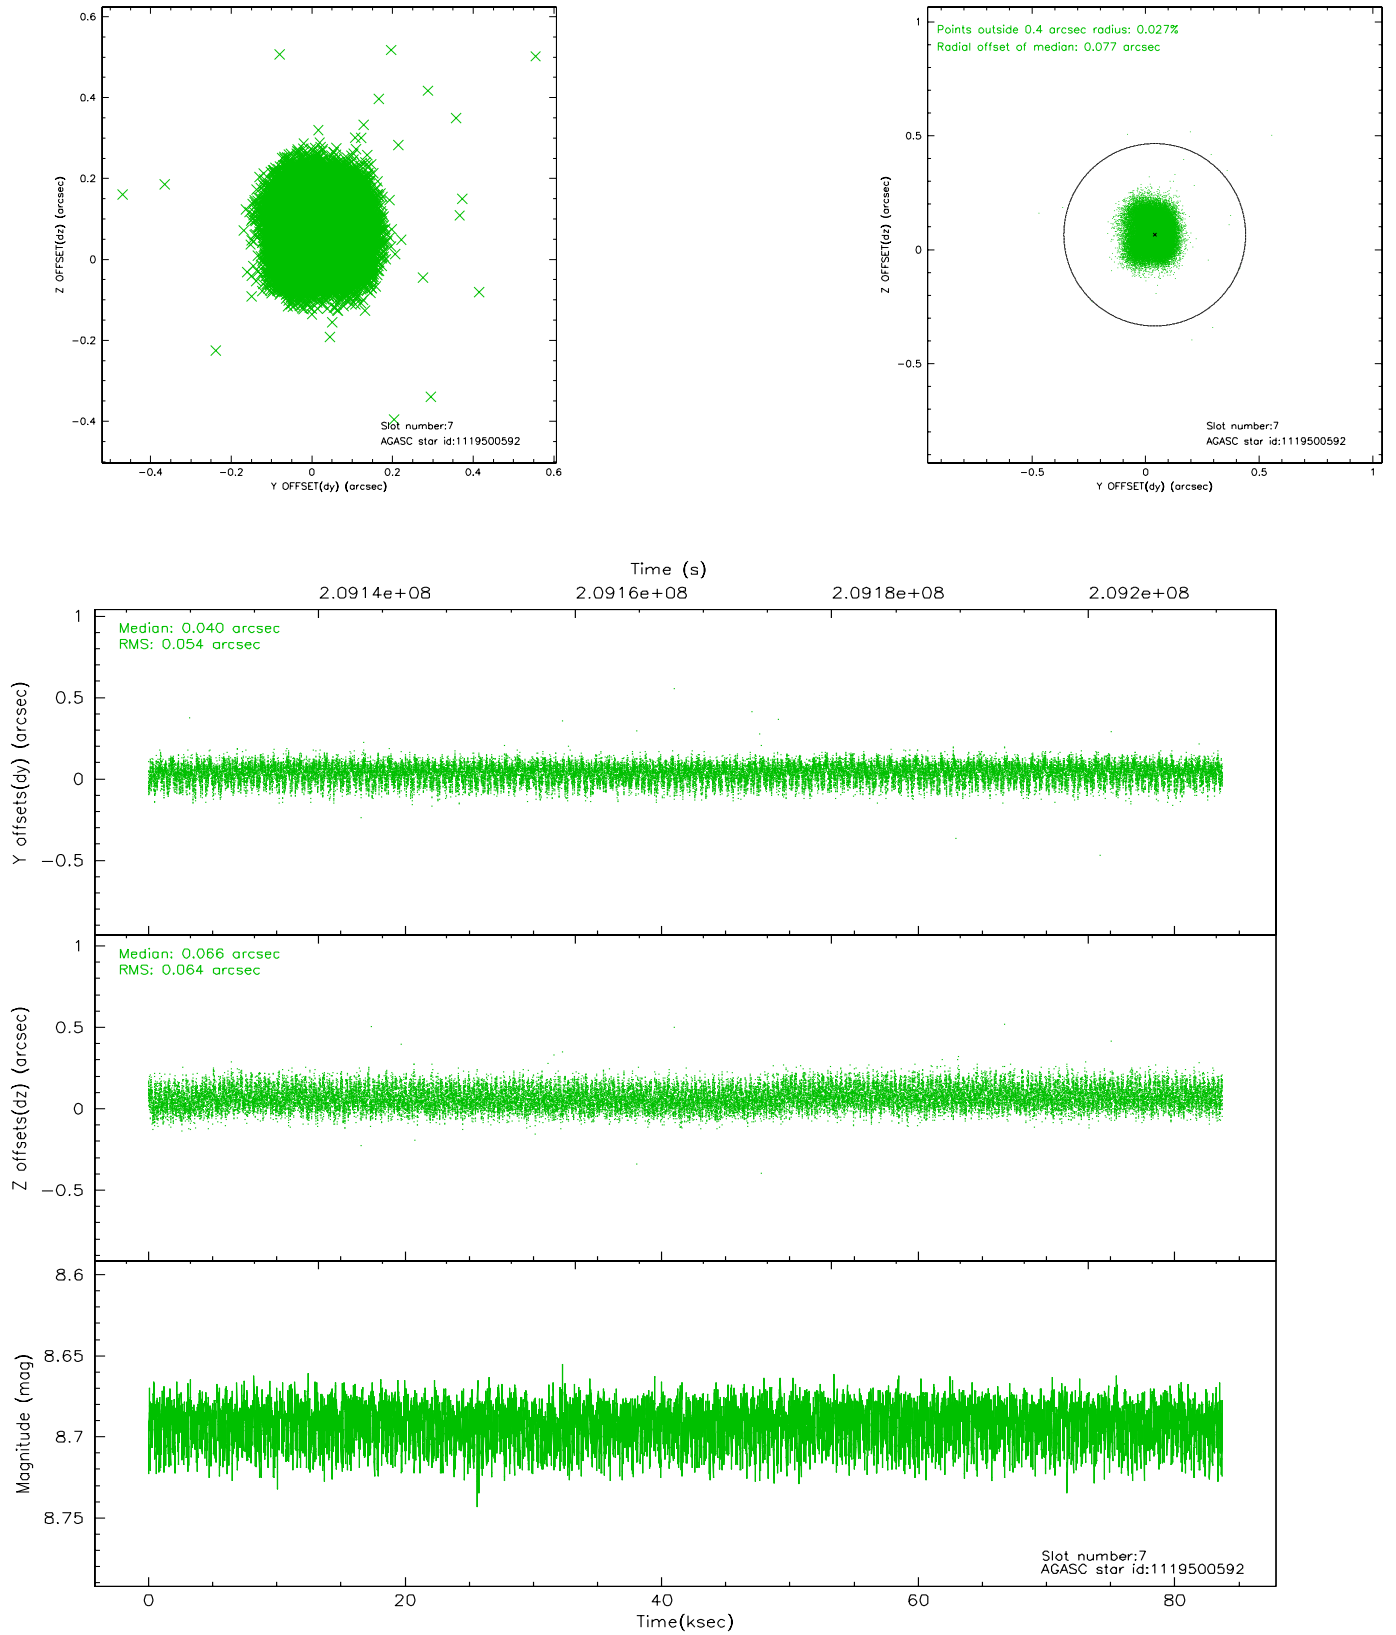 0.6
0.4
0.2
0
−0.2
−0.4
Z OFFSET(dz) (arcsec)
Slot number:7
AGASC star id:1119500592
−0.4 −0.2 0 0.2 0.4 0.6
Y OFFSET(dy) (arcsec)
Points outside 0.4 arcsec radius: 0.027%
Radial offset of median: 0.077 arcsec
1
0.5
0
−0.5
Z OFFSET(dz) (arcsec)
Slot number:7
AGASC star id:1119500592
−0.5 0 0.5 1
Y OFFSET(dy) (arcsec)
Time (s)
2.0914e+08 2.0916e+08 2.0918e+08 2.092e+08
Median: 0.040 arcsec
RMS: 0.054 arcsec
1
0.5
0
−0.5
Y offsets(dy) (arcsec)
Median: 0.066 arcsec
RMS: 0.064 arcsec
1
0.5
0
−0.5
Z offsets(dz) (arcsec)
8.6
8.65
8.7
8.75
Magnitude (mag)
Slot number:7
AGASC star id:1119500592
0 20 40 60 80
Time(ksec)